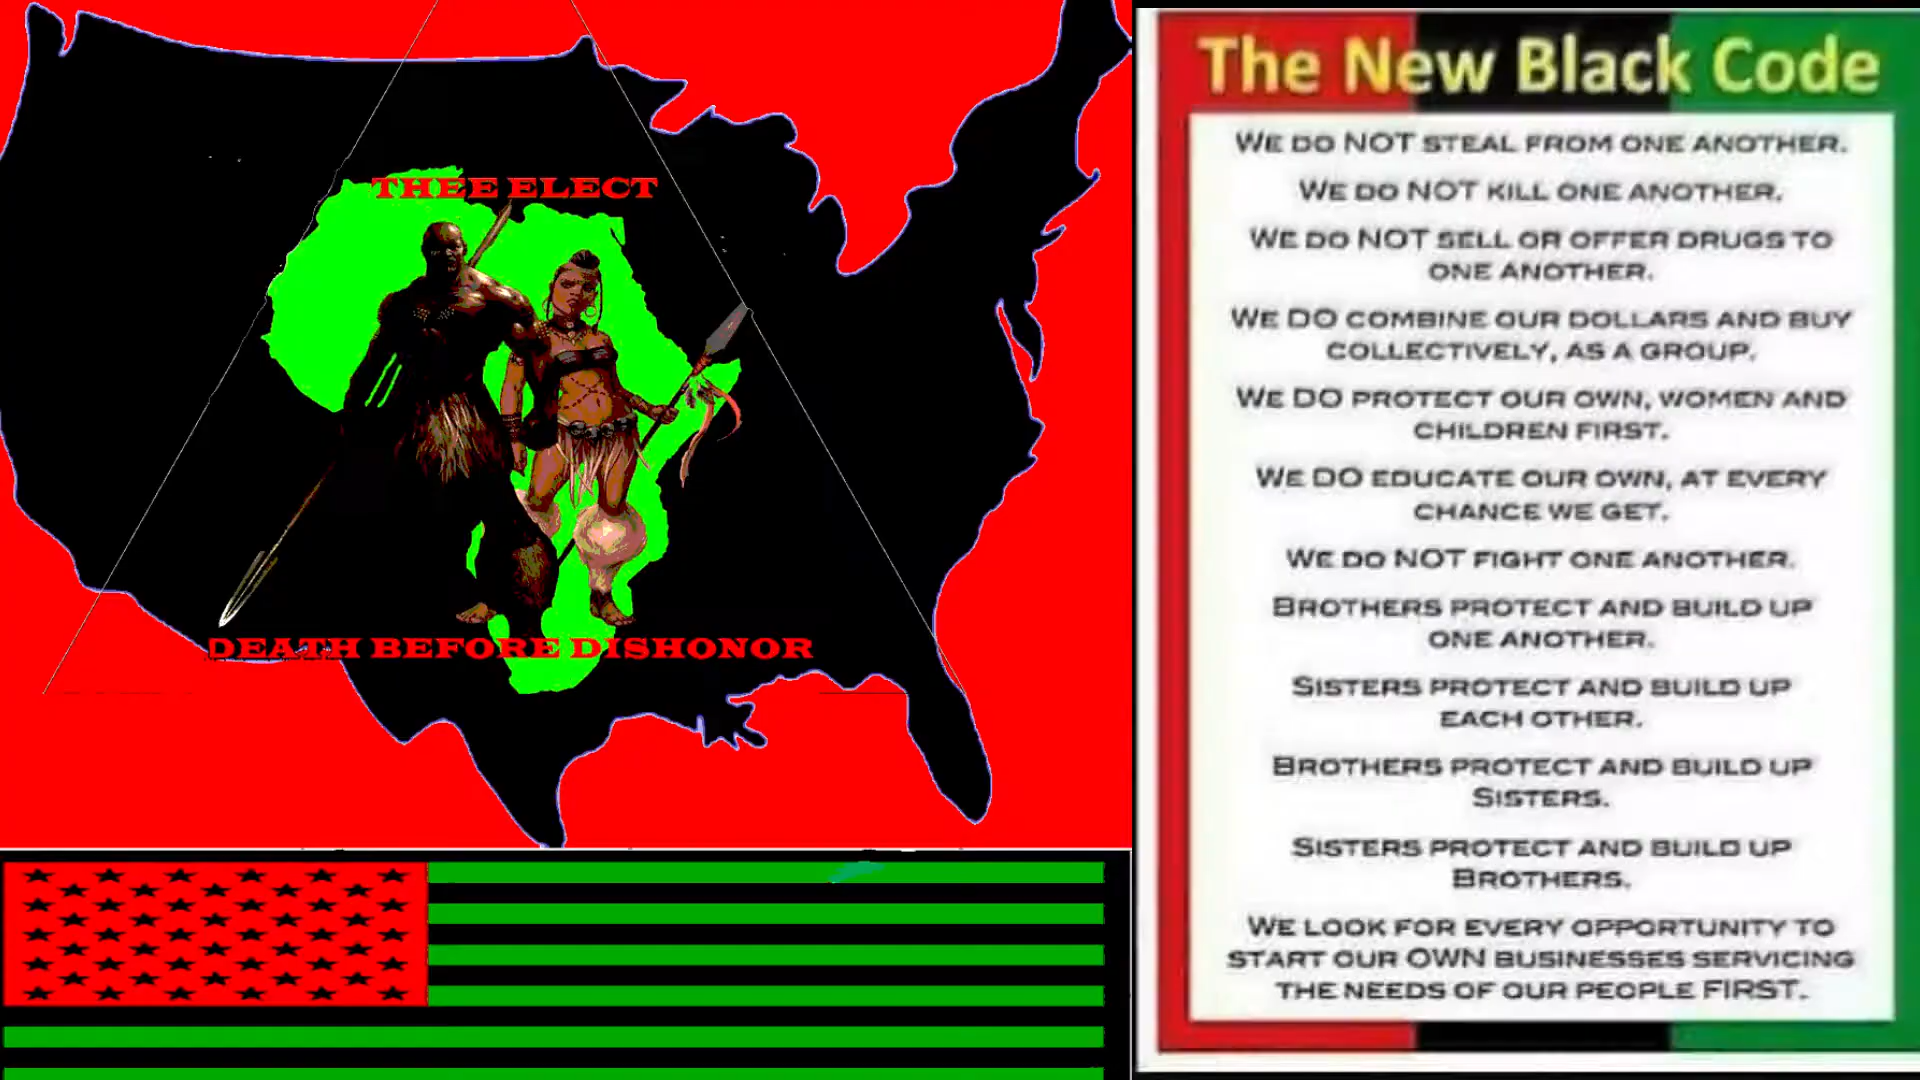 THEE ELECT
DEATH BEFORE DISHONOR
The New Black Code
WE DO NOT STEAL FROM ONE ANOTHER.
WE DO NOT KILL ONE ANOTHER.
WE DO NOT SELL OR OFFER DRUGS TO
ONE ANOTHER.
WE DO COMBINE OUR DOLLARS AND BUY
COLLECTIVELY, AS A GROUP.
WE DO PROTECT OUR OWN, WOMEN AND
CHILDREN FIRST.
WE DO EDUCATE OUR OWN, AT EVERY
CHANCE WE GET.
WE DO NOT FIGHT ONE ANOTHER.
BROTHERS PROTECT AND BUILD UP
ONE ANOTHER.
SISTERS PROTECT AND BUILD UP
EACH OTHER.
BROTHERS PROTECT AND BUILD UP
SISTERS.
SISTERS PROTECT AND BUILD UP
BROTHERS.
WE LOOK FOR EVERY OPPORTUNITY TO
START OUR OWN BUSINESSES SERVICING
THE NEEDS OF OUR PEOPLE FIRST.